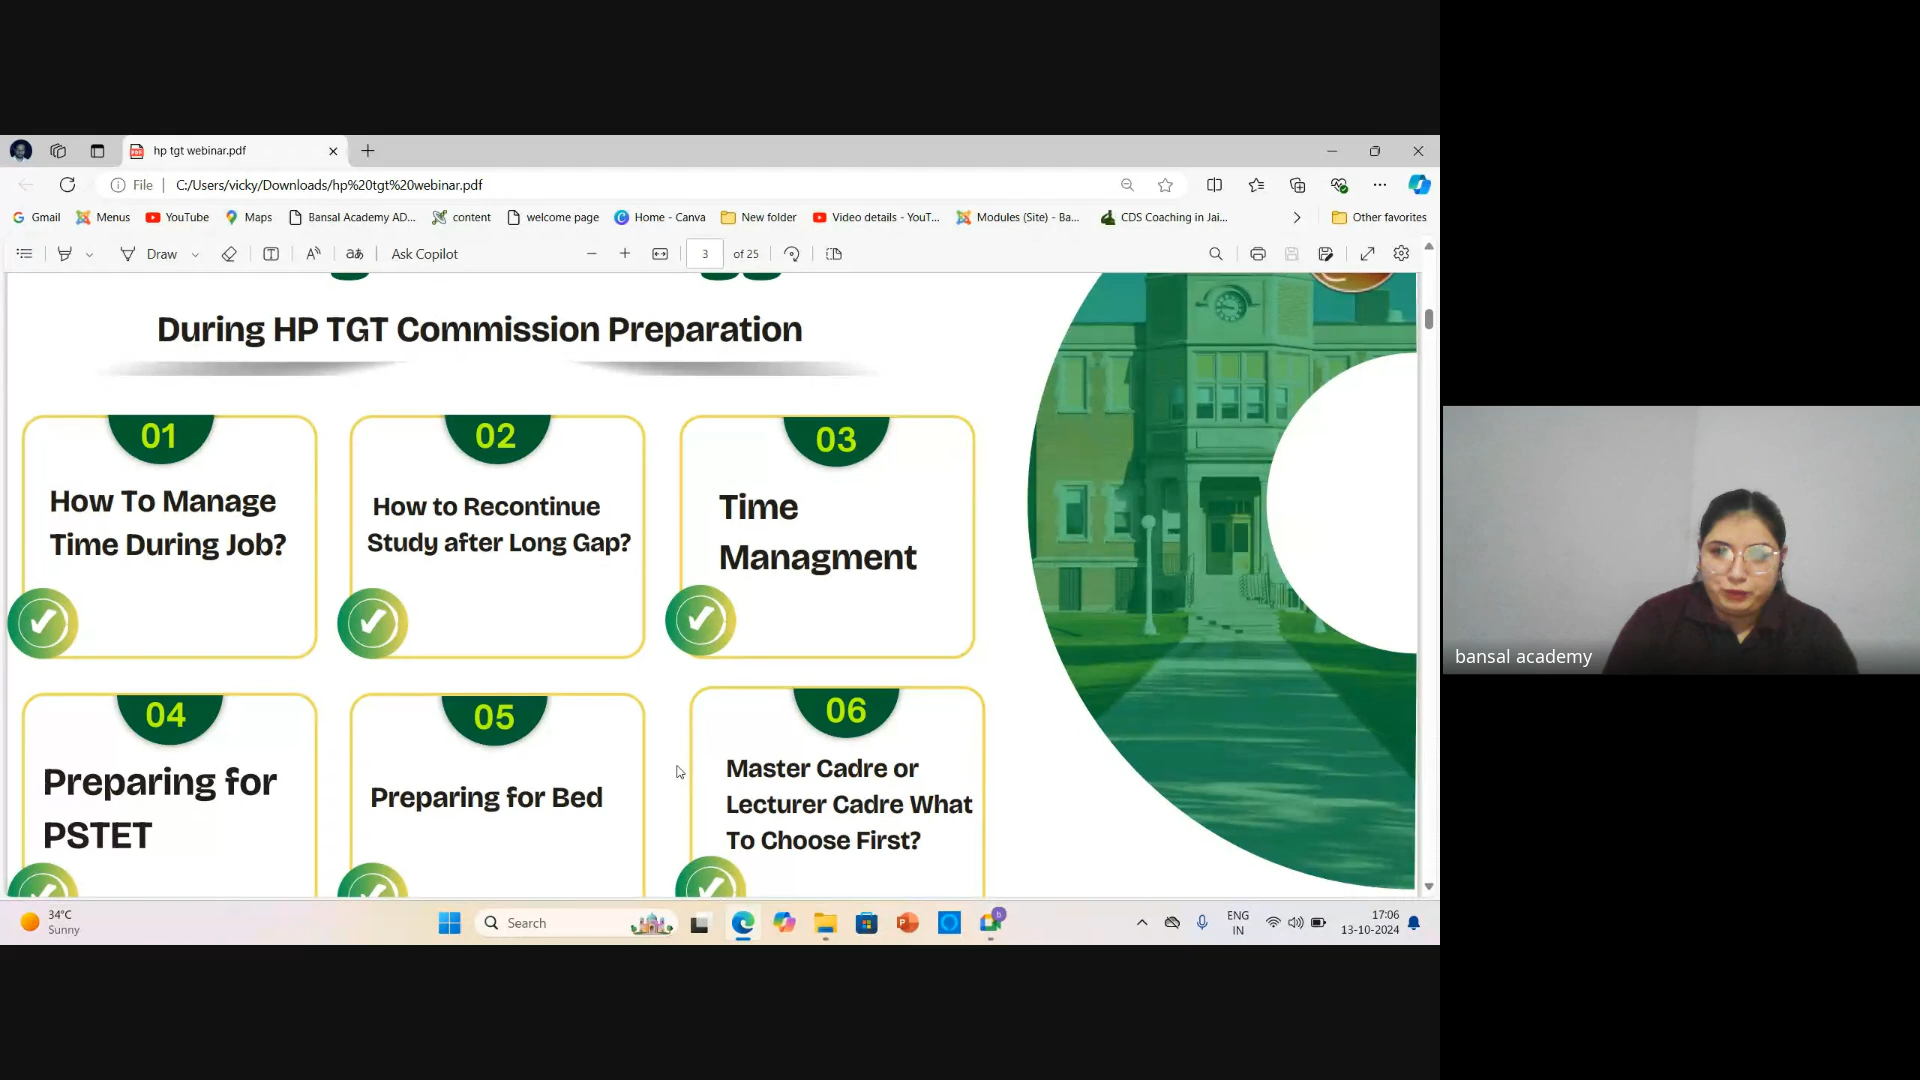 hp tgt webinar.pdf
File
C:/Users/vicky/Downloads/hp%20tgt%20webinar.pdf
Gmail
Menus
YouTube
Maps
Bansal Academy AD...
content
welcome page
Home - Canva
New folder
Video details - YouT...
Modules (Site) - Ba...
CDS Coaching in Jai...
Other favorites
Draw
Ask Copilot
3
of 25
During HP TGT Commission Preparation
01
How To Manage
Time During Job?
02
How to Recontinue
Study after Long Gap?
03
Time
Managment
04
Preparing for
PSTET
05
Preparing for Bed
06
Master Cadre or
Lecturer Cadre What
To Choose First?
bansal academy
34°C
Sunny
Search
ENG
IN
17:06
13-10-2024